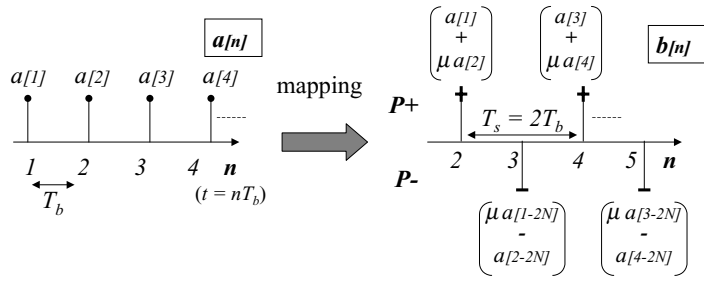 a[n]
a[1] a[2] a[3] a[4]
1 2 3 4 n
T_b
(t = nT_b)
mapping
b[n]
a[1]
+
μ a[2]
a[3]
+
μ a[4]
P+
T_s = 2T_b
2 3 4 5 n
P-
μ a[1-2N]
-
a[2-2N]
μ a[3-2N]
-
a[4-2N]